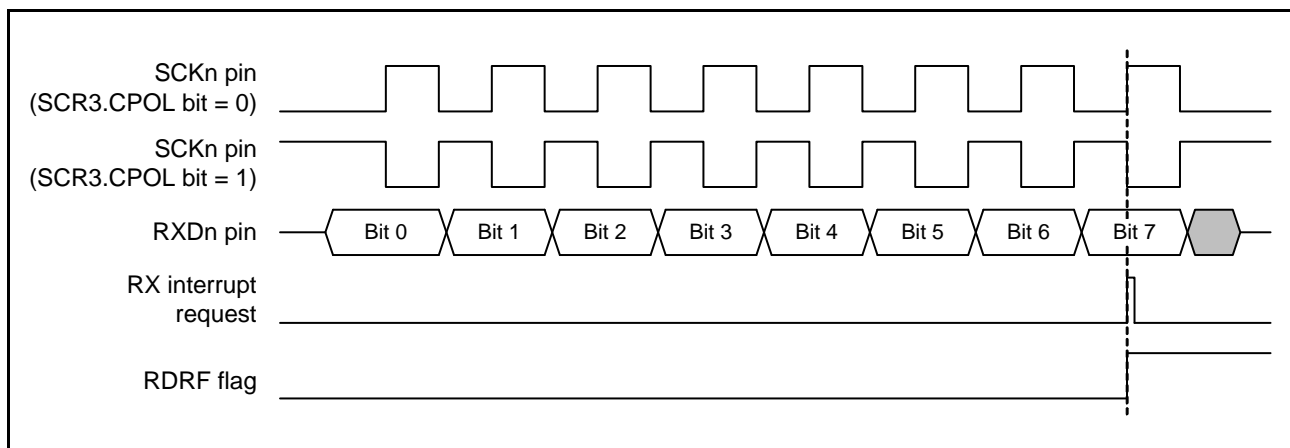 SCKn pin
(SCR3.CPOL bit = 0)
SCKn pin
(SCR3.CPOL bit = 1)
RXDn pin
Bit 0 Bit 1 Bit 2 Bit 3 Bit 4 Bit 5 Bit 6 Bit 7
RX interrupt
request
RDRF flag